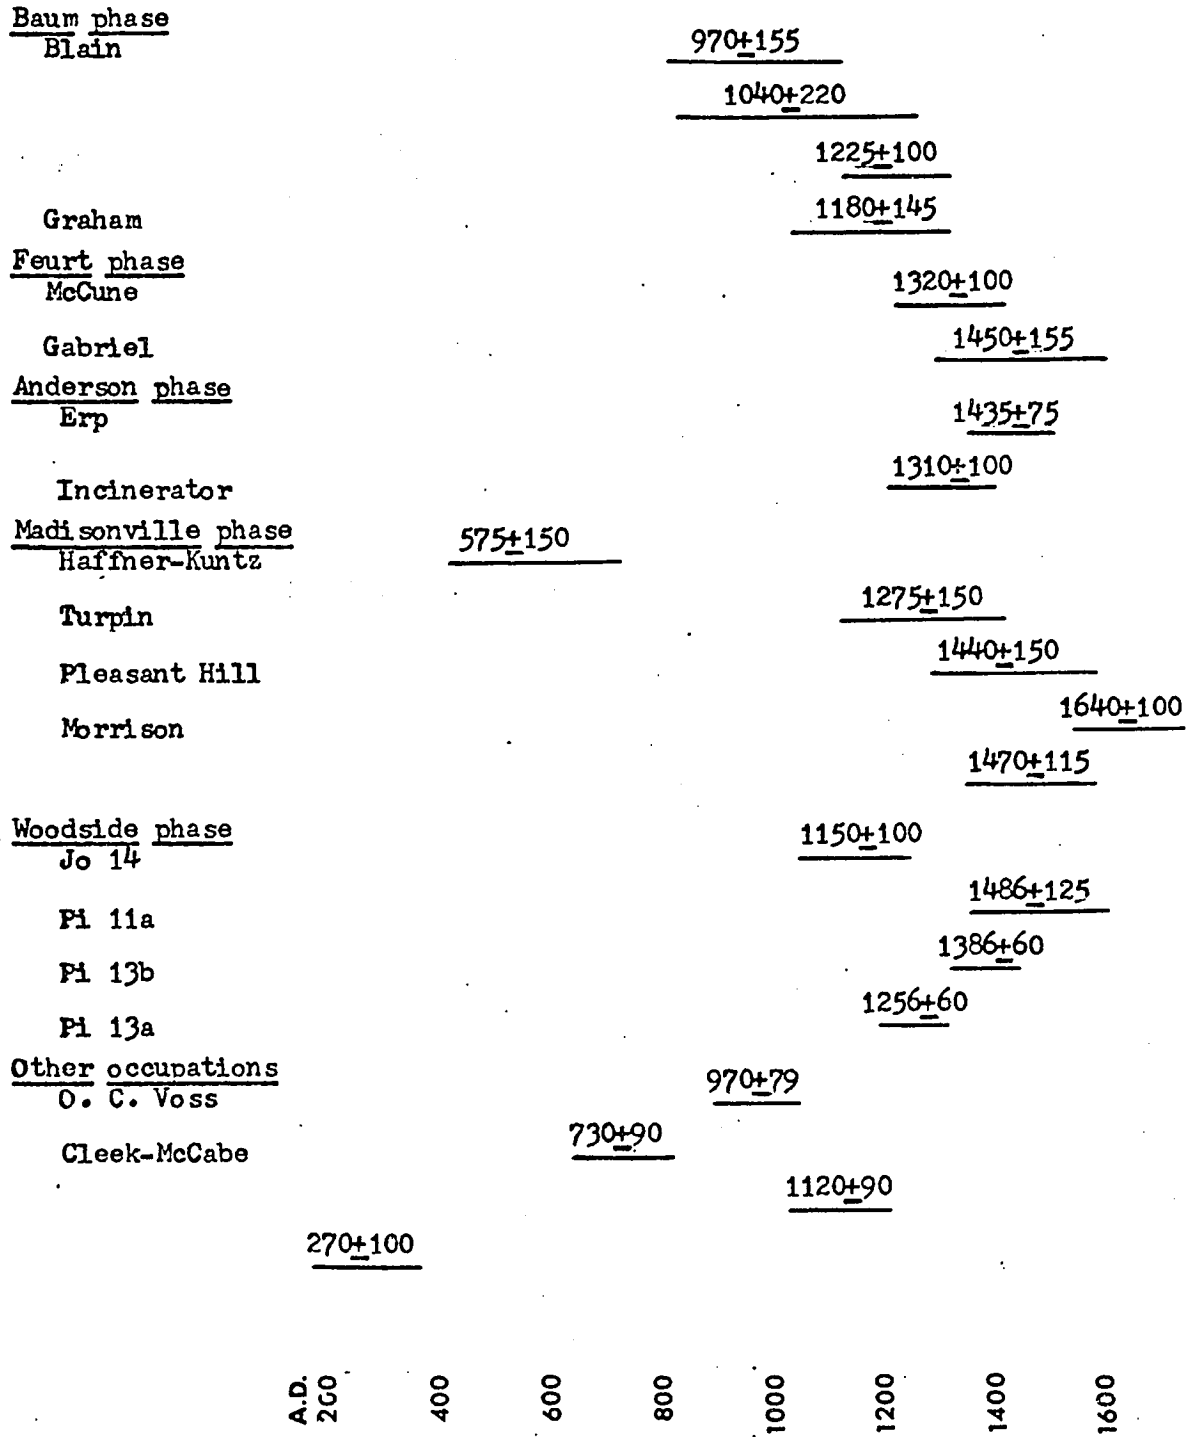 Baum phase
Blain 970±155
1040±220
1225±100
Graham 1180±145
Feurt phase
McCune 1320±100
Gabriel 1450±155
Anderson phase
Erp 1435±75
Incinerator 1310±100
Madisonville phase
Haffner-Kuntz 575±150
Turpin 1275±150
Pleasant Hill 1440±150
Morrison 1640±100
1470±115
Woodside phase
Jo 14 1150±100
Pi 11a 1486±125
Pi 13b 1386±60
Pi 13a 1256±60
Other occupations
O. C. Voss 970±79
Cleek-McCabe 730±90
1120±90
270±100
A.D.
200 400 600 800 1000 1200 1400 1600